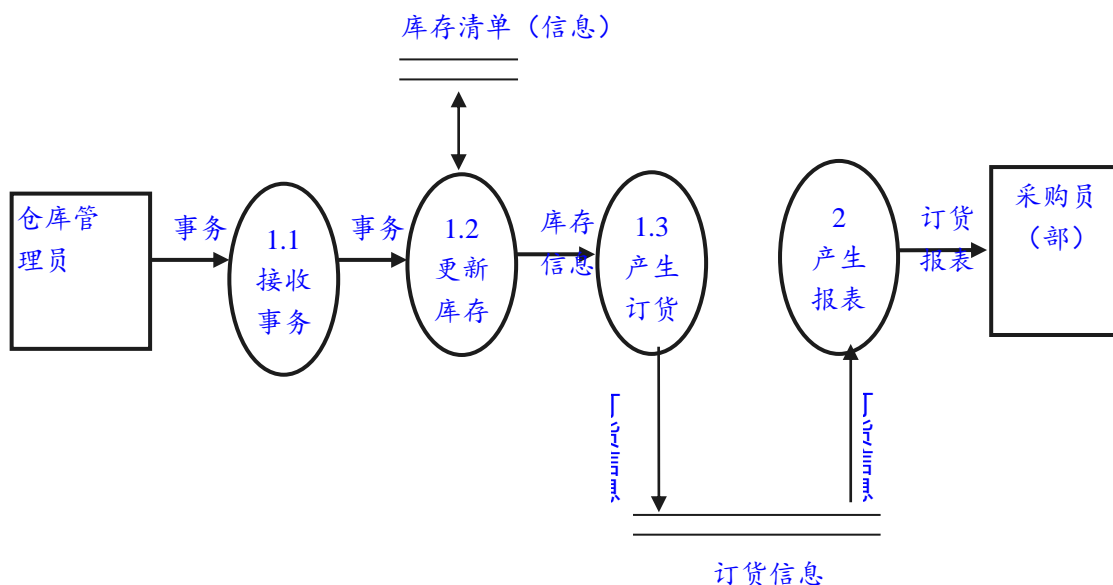 库存清单（信息）
仓库管
理员
事务
1.1
接收
事务
事务
1.2
更新
库存
库存
信息
1.3
产生
订货
2
产生
报表
订货
报表
采购员
（部）
订货信息